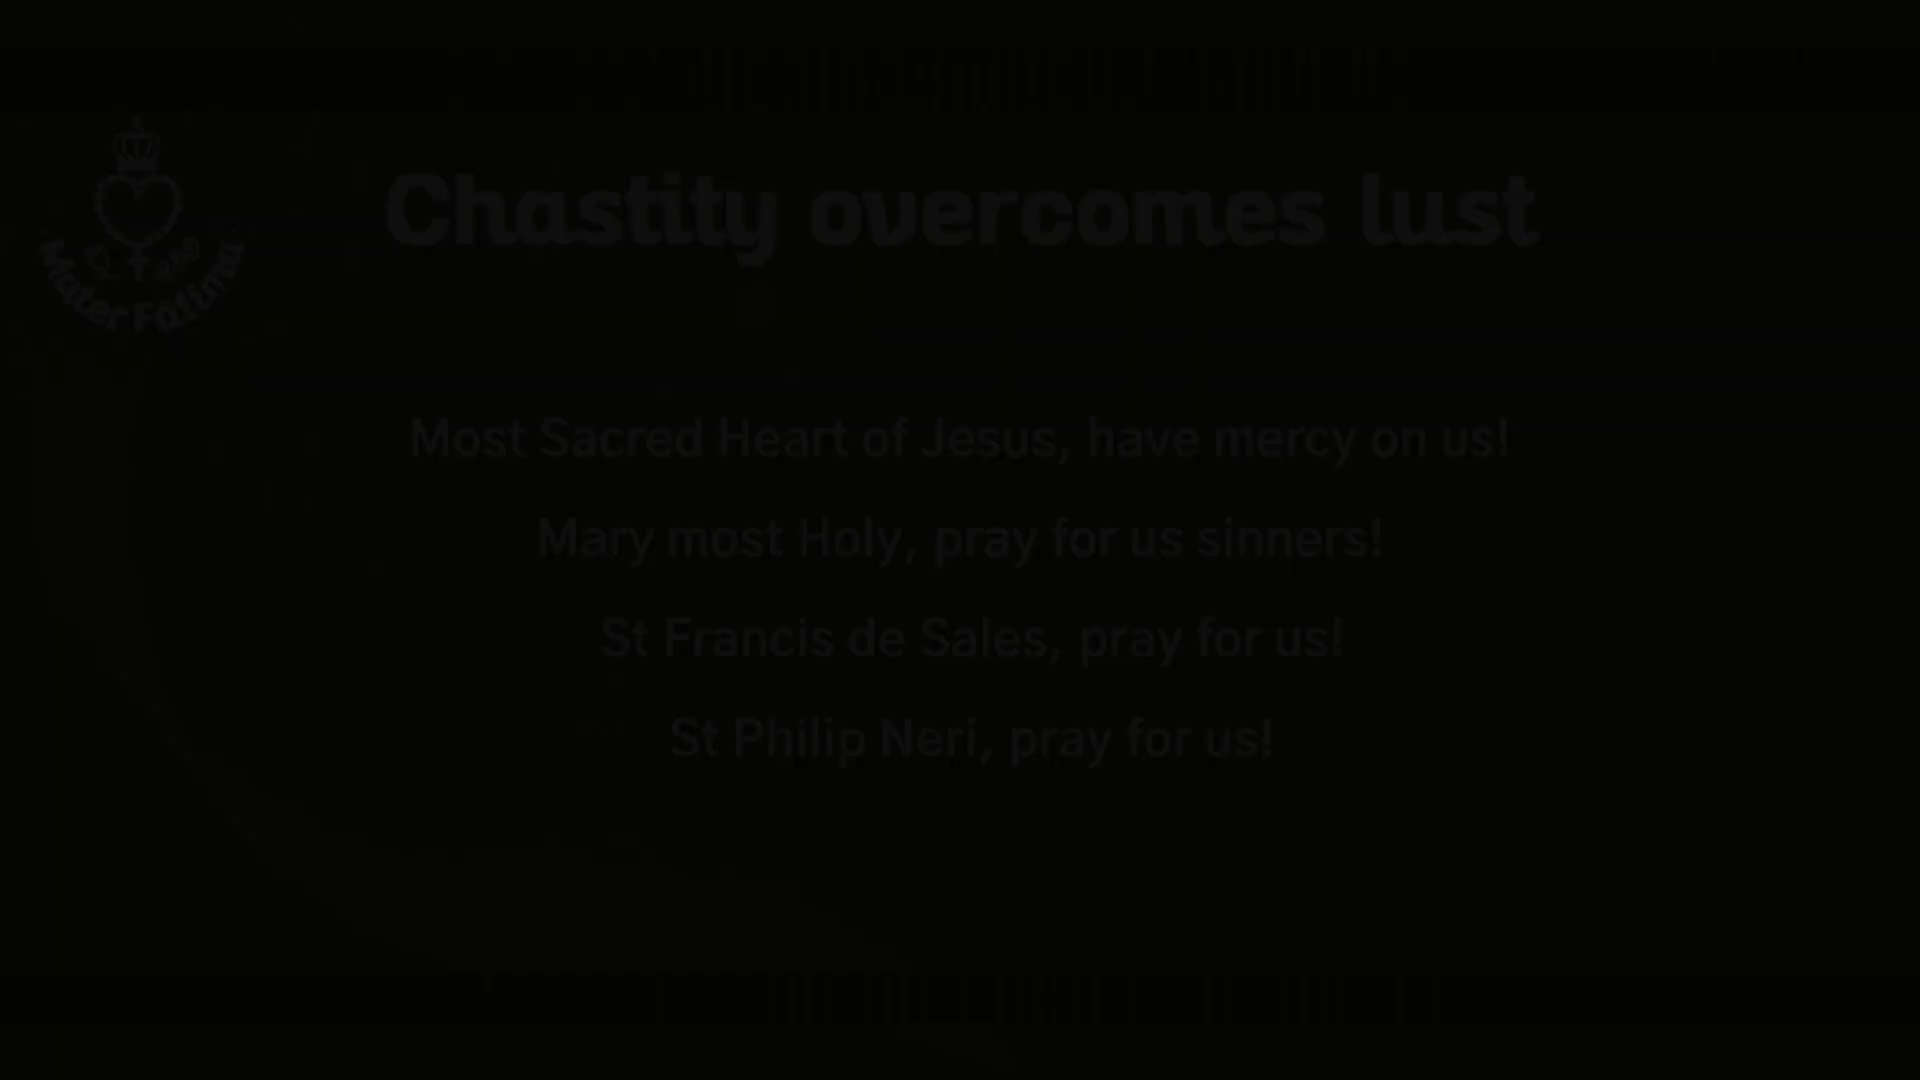 Chastity overcomes lust
Mater Fatima
Most Sacred Heart of Jesus, have mercy on us!
Mary most Holy, pray for us sinners!
St Francis de Sales, pray for us!
St Philip Neri, pray for us!